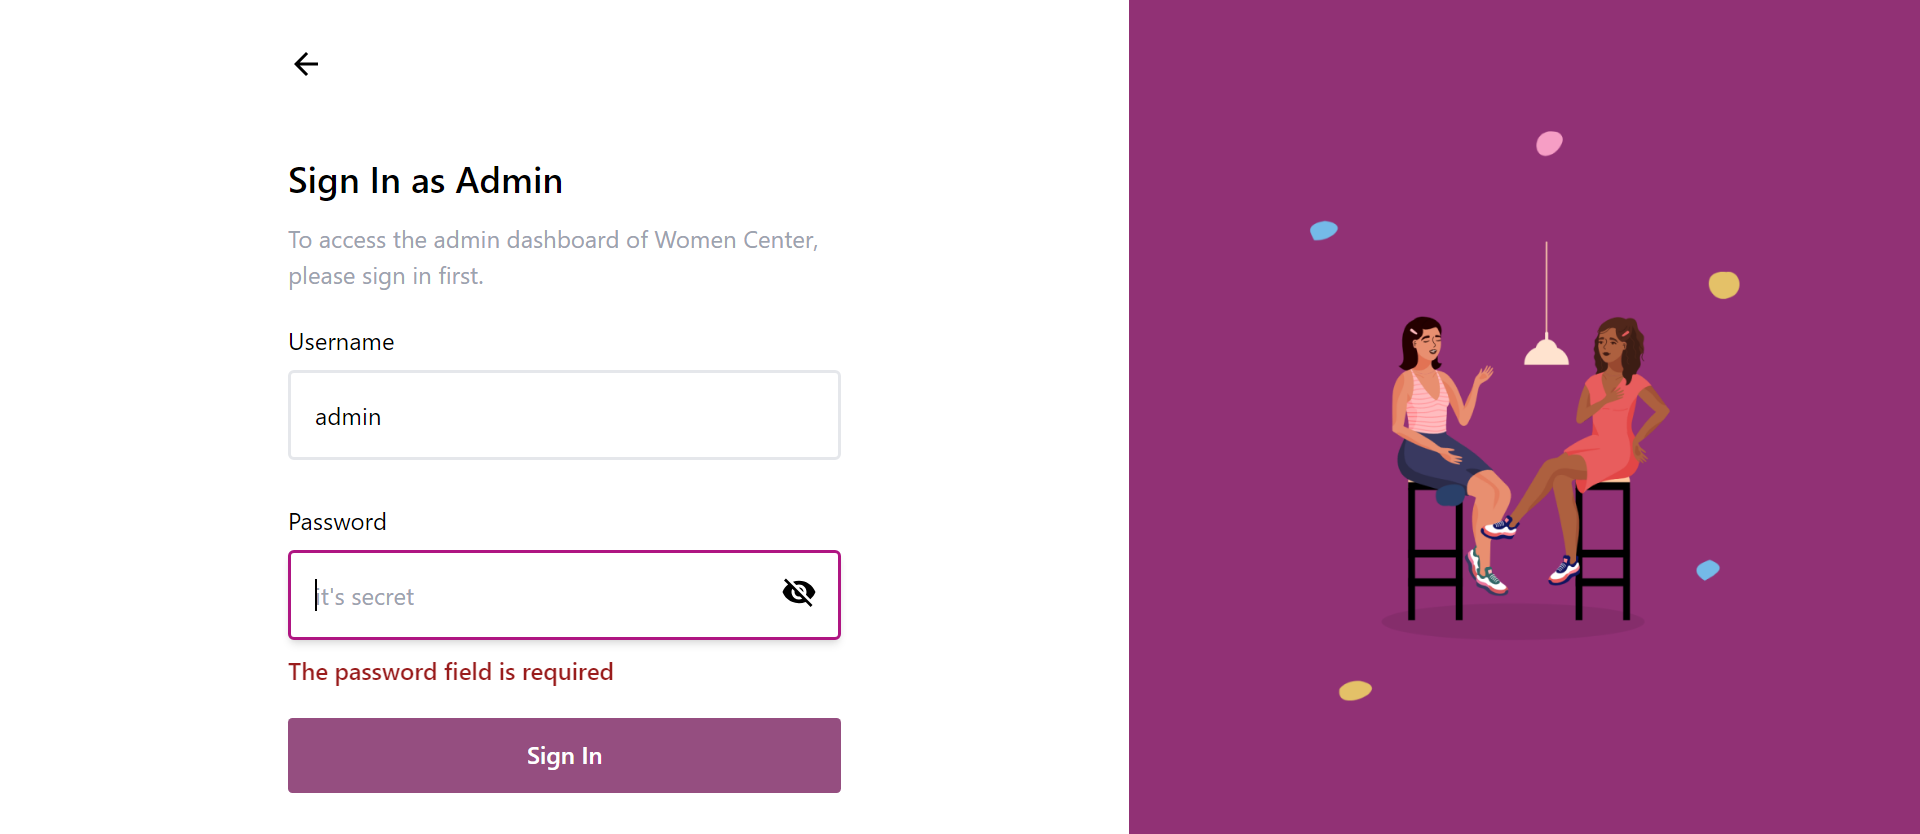 Sign In as Admin
To access the admin dashboard of Women Center,
please sign in first.
Username
admin
Password
it's secret
The password field is required
Sign In